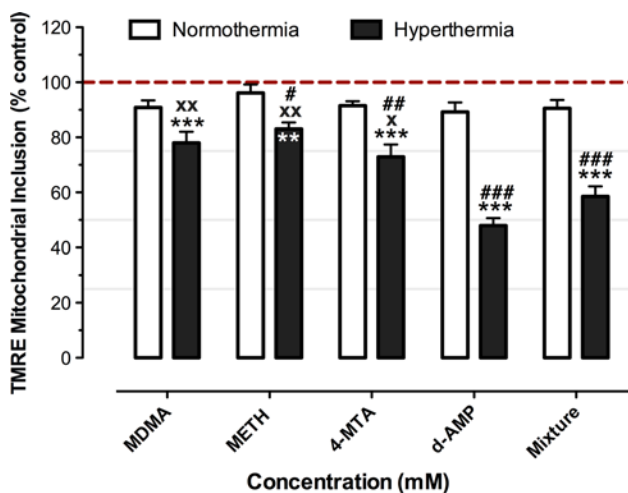 Normothermia Hyperthermia
TMRE Mitochondrial Inclusion (% control)
120
100
80
60
40
20
0
xx
***
#
xx
**
##
x
***
###
***
###
***
MDMA
METH
4-MTA
d-AMP
Mixture
Concentration (mM)